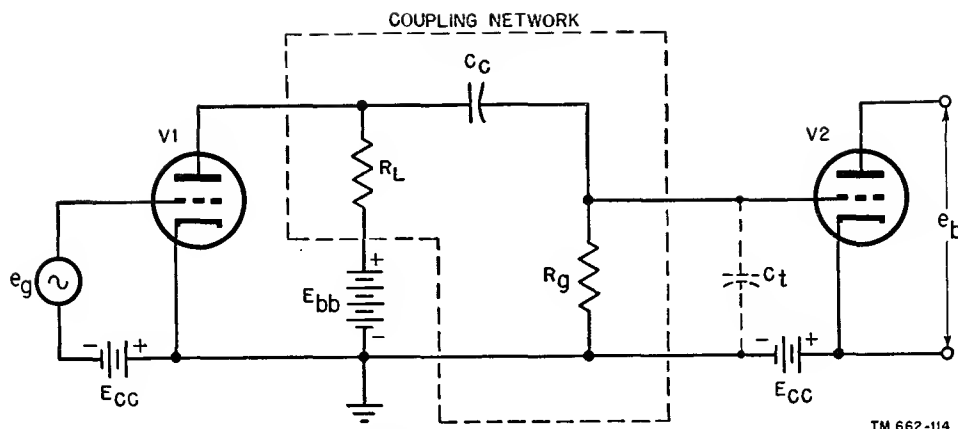 COUPLING NETWORK
CC
V1
V2
RL
eg
+
Ebb
-
Rg
Ct
eb
- +
ECC
- +
ECC
TM 662-114